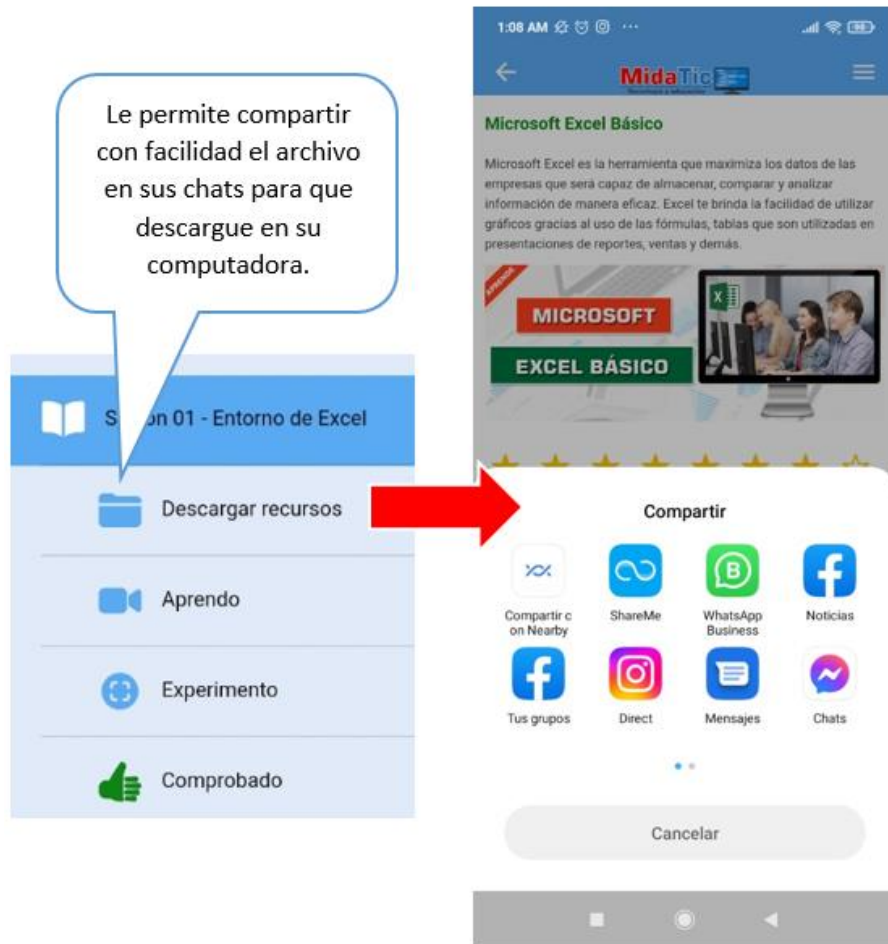 Le permite compartir
con facilidad el archivo
en sus chats para que
descargue en su
computadora.
Sesión 01 - Entorno de Excel
Descargar recursos
Aprendo
Experimento
Comprobado
1:08 AM
MidaTic
Tecnología y educación
Microsoft Excel Básico
Microsoft Excel es la herramienta que maximiza los datos de las
empresas que será capaz de almacenar, comparar y analizar
información de manera eficaz. Excel te brinda la facilidad de utilizar
gráficos gracias al uso de las fórmulas, tablas que son utilizadas en
presentaciones de reportes, ventas y demás.
APRENDE
MICROSOFT
EXCEL BÁSICO
Compartir
Compartir c
on Nearby
ShareMe
WhatsApp
Business
Noticias
Tus grupos
Direct
Mensajes
Chats
Cancelar